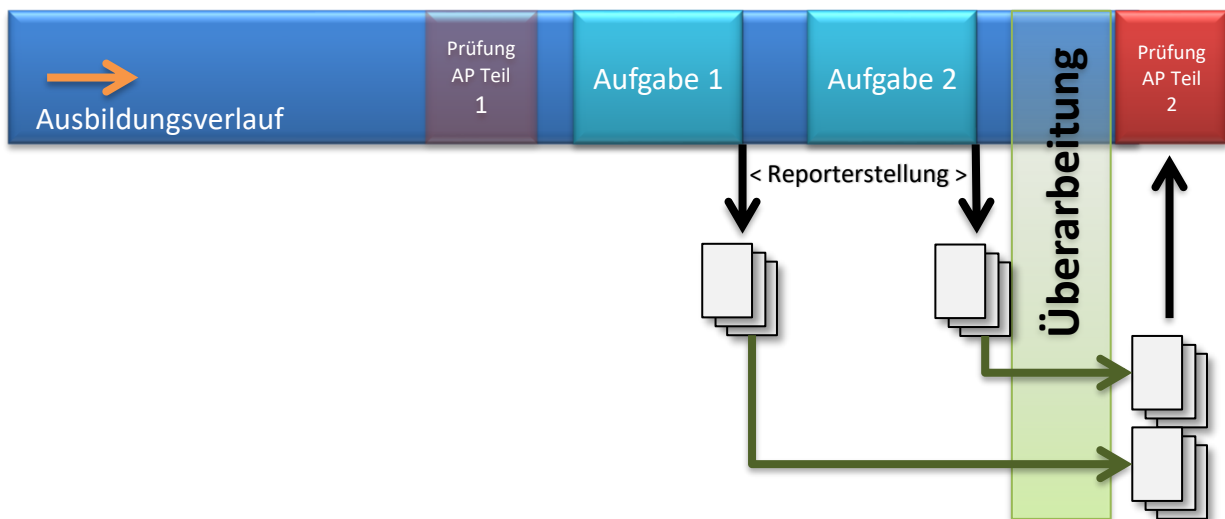 Ausbildungsverlauf
Prüfung
AP Teil
1
Aufgabe 1
Aufgabe 2
Überarbeitung
Prüfung
AP Teil
2
< Reporterstellung >